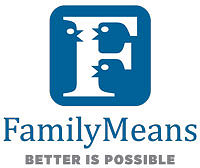 F
FamilyMeans
BETTER IS POSSIBLE